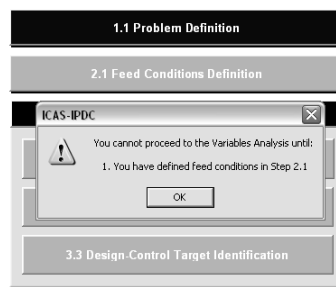 1.1 Problem Definition
2.1 Feed Conditions Definition
ICAS-IPDC
You cannot proceed to the Variables Analysis until:
1. You have defined feed conditions in Step 2.1
OK
3.3 Design-Control Target Identification